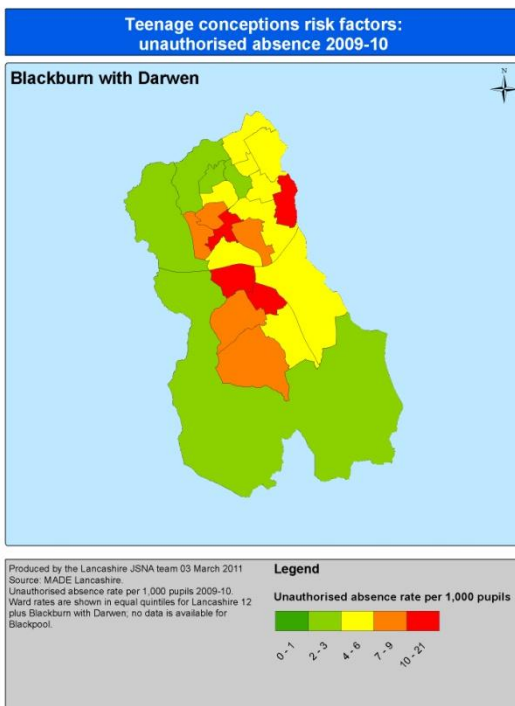 Teenage conceptions risk factors:
unauthorised absence 2009-10
Blackburn with Darwen
N
Produced by the Lancashire JSNA team 03 March 2011
Source: MADE Lancashire.
Unauthorised absence rate per 1,000 pupils 2009-10.
Ward rates are shown in equal quintiles for Lancashire 12
plus Blackburn with Darwen; no data is available for
Blackpool.
Legend
Unauthorised absence rate per 1,000 pupils
0 - 1
2 - 3
4 - 6
7 - 9
10 - 21